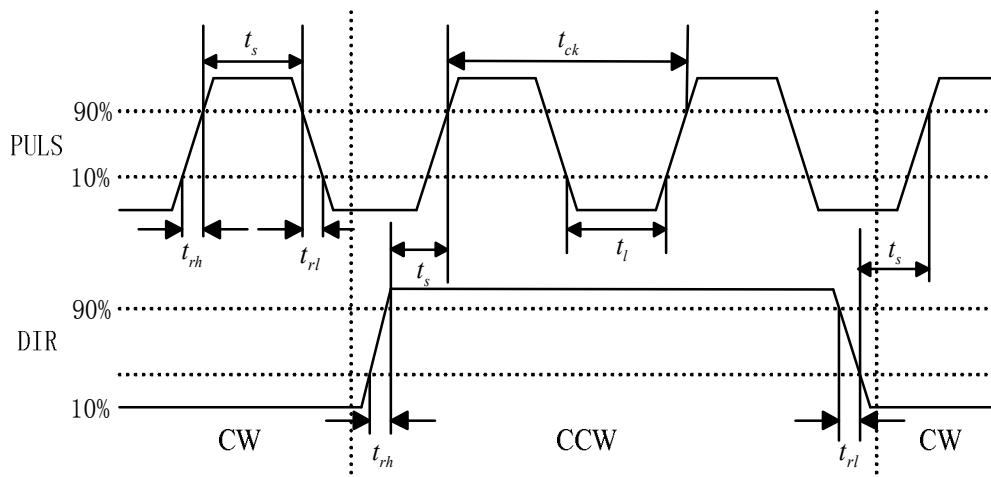 t_s
t_ck
90%
PULS
10%
t_rh
t_rl
t_s
t_l
t_s
90%
DIR
10%
CW
t_rh
CCW
t_rl
CW